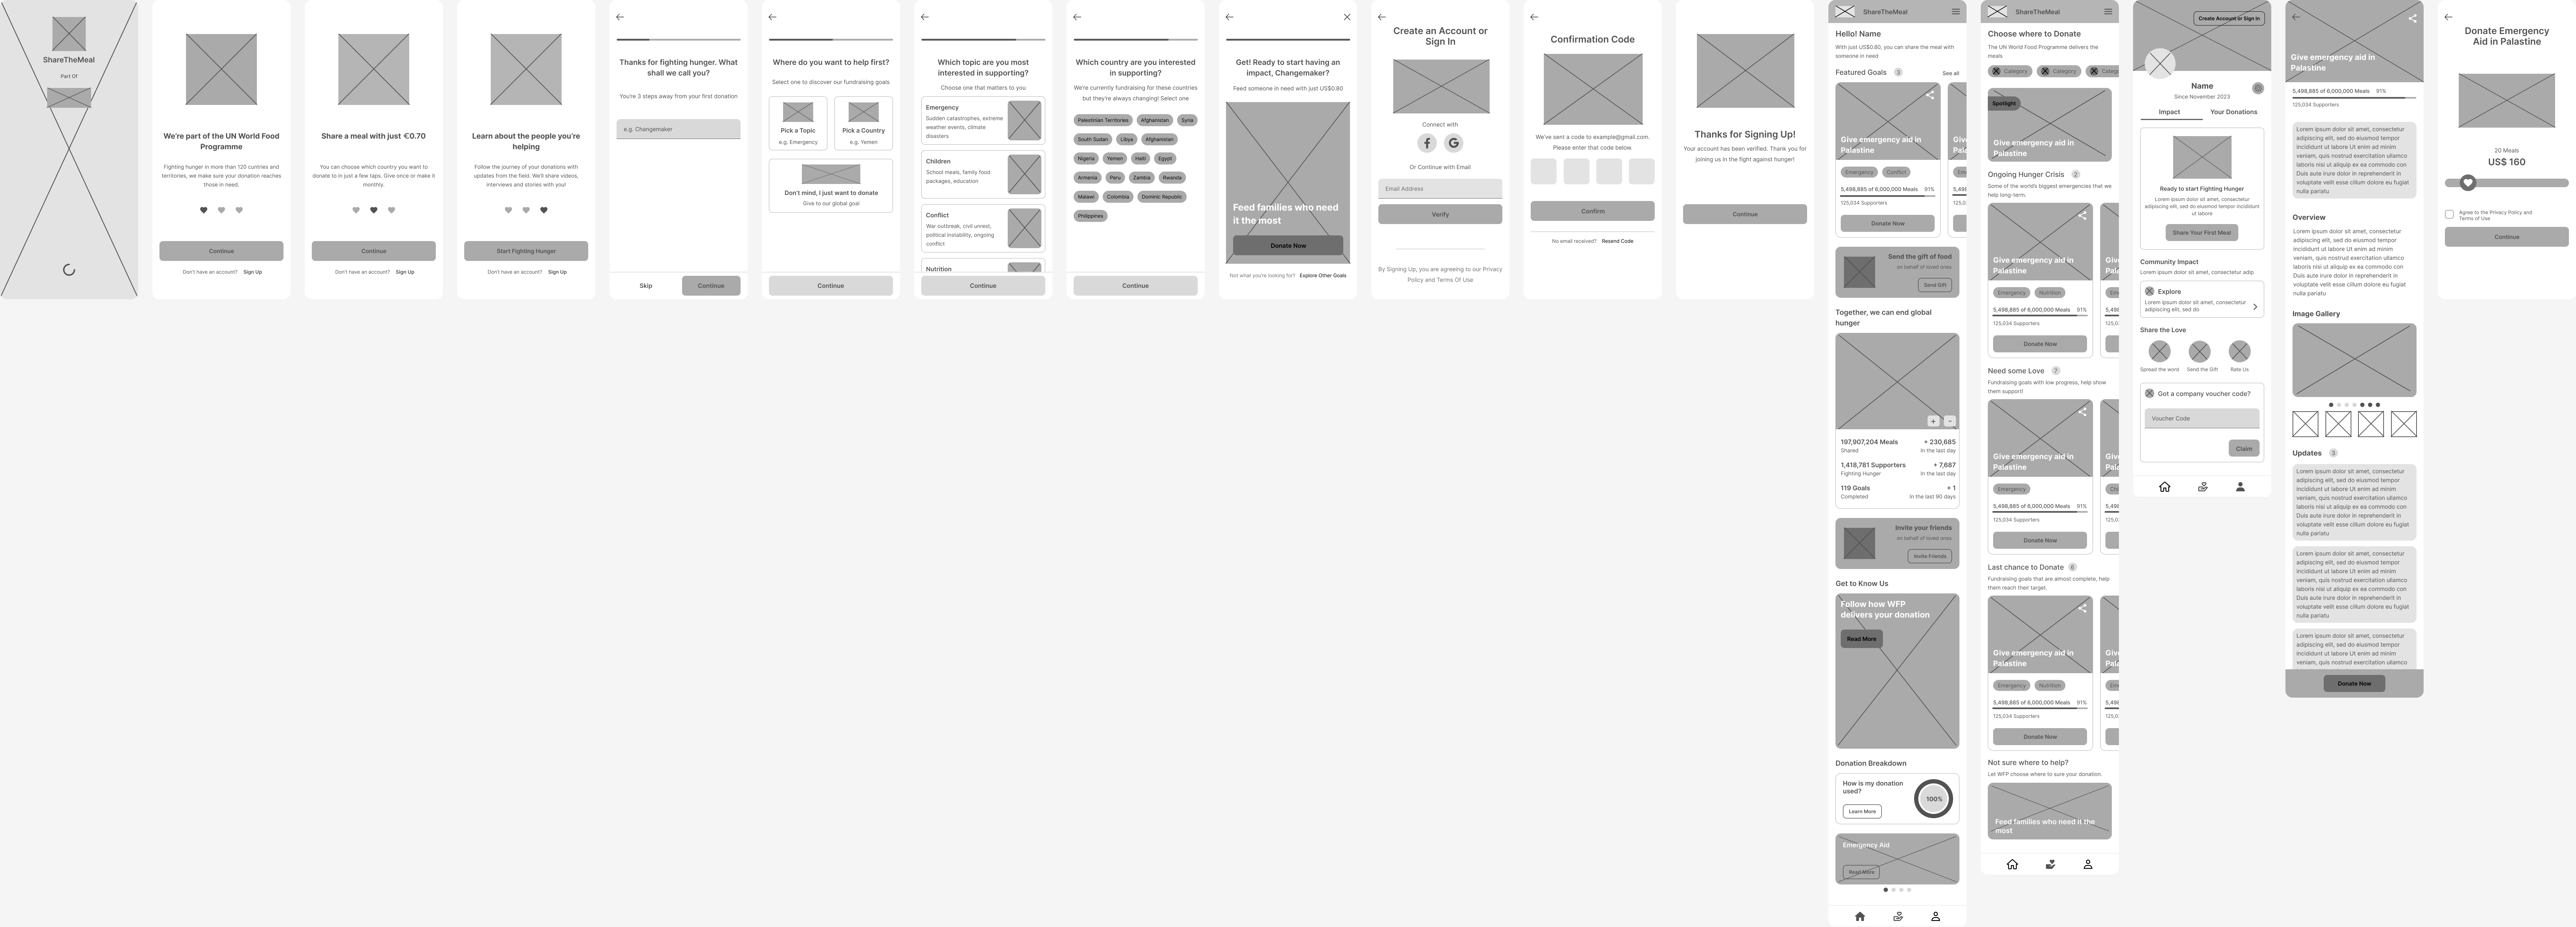 ShareTheMeal
Part Of
We're part of the UN World Food
Programme
Fighting hunger in more than 120 cuntries and
territories, we make sure your donation reaches
those in need.
Continue
Don't have an account? Sign Up
Share a meal with just €0.70
You can choose which country you want to
donate to in just a few taps. Give once or make it
monthly.
Continue
Don't have an account? Sign Up
Learn about the people you're
helping
Follow the journey of your donations with
updates from the field. We'll share videos,
interviews and stories with you!
Start Fighting Hunger
Don't have an account? Sign Up
Thanks for fighting hunger. What
shall we call you?
You're 3 steps away from your first donation
e.g. Changemaker
Skip
Continue
Where do you want to help first?
Select one to discover our fundraising goals
Pick a Topic
e.g. Emergency
Pick a Country
e.g. Yemen
Don't mind, I just want to donate
Give to our global goal
Continue
Which topic are you most
interested in supporting?
Choose one that matters to you
Emergency
Sudden catastrophes, extreme
weather events, climate
disasters
Children
School meals, family food
packages, education
Conflict
War outbreak, civil unrest,
political instability, ongoing
conflict
Nutrition
Continue
Which country are you interested
in supporting?
We're currently fundraising for these countries
but they're always changing! Select one
Palestinian Territories Afghanistan Syria
South Sudan Libya Afghanistan
Nigeria Yemen Haiti Egypt
Armenia Peru Zambia Rwanda
Malawi Colombia Dominic Republic
Philippines
Continue
Get! Ready to start having an
impact, Changemaker?
Feed someone in need with just US$0.80
Feed families who need
it the most
Donate Now
Not what you're looking for? Explore Other Goals
Create an Account or
Sign In
Connect with
Or Continue with Email
Email Address
Verify
By Signing Up, you are agreeing to our Privacy
Policy and Terms Of Use
Confirmation Code
We've sent a code to example@gmail.com.
Please enter that code below.
Confirm
No email received? Resend Code
Thanks for Signing Up!
Your account has been verified. Thank you for
joining us in the fight against hunger!
Continue
ShareTheMeal
Hello! Name
With just US$0.80, you can share the meal with
someone in need
Featured Goals 3 See all
Give emergency aid in
Palastine
Give
Pala
Emergency Conflict
5,498,885 of 6,000,000 Meals 91%
5,498
125,034 Supporters
Donate Now
Send the gift of food
on behalf of loved ones
Send Gift
Together, we can end global
hunger
+ -
197,907,204 Meals + 230,685
Shared in the last day
1,418,781 Supporters + 7,687
Fighting Hunger in the last day
119 Goals + 1
Completed in the last 90 days
Invite your friends
on behalf of loved ones
Invite Friends
Get to Know Us
Follow how WFP
delivers your donation
Read More
Donation Breakdown
How is my donation
used?
Learn More
100%
Emergency Aid
Read More
ShareTheMeal
Choose where to Donate
The UN World Food Programme delivers the
meals
Category Category Categ
Spotlight
Give emergency aid in
Palastine
Ongoing Hunger Crisis 2
Some of the world's biggest emergencies that we
help long-term.
Give emergency aid in
Palastine
Give
Pala
Emergency Nutrition Em
5,498,885 of 6,000,000 Meals 91% 5,498
125,034 Supporters 125,0
Donate Now
Need some Love 7
Fundraising goals with low progress, help show
them support!
Give emergency aid in
Palastine
Give
Pala
Emergency Ch
5,498,885 of 6,000,000 Meals 91% 5,498
125,034 Supporters 125,0
Donate Now
Last chance to Donate 6
Fundraising goals that are almost complete, help
them reach their target.
Give emergency aid in
Palastine
Give
Pala
Emergency Nutrition Em
5,498,885 of 6,000,000 Meals 91% 5,498
125,034 Supporters 125,0
Donate Now
Not sure where to help?
Let WFP choose where to sure your donation.
Feed families who need it the
most
Create Account or Sign In
Name
Since November 2023
Impact Your Donations
Ready to start Fighting Hunger
Lorem ipsum dolor sit amet, consectetur
adipiscing elit, sed do eiusmod tempor incididunt
ut labore
Share Your First Meal
Community Impact
Lorem ipsum dolor sit amet, consectetur adip
Explore
Lorem ipsum dolor sit amet, consectetur
adipiscing elit, sed do
Share the Love
Spread the word Send the Gift Rate Us
Got a company voucher code?
Voucher Code
Claim
Give emergency aid in
Palastine
5,498,885 of 6,000,000 Meals 91%
125,034 Supporters
Lorem ipsum dolor sit amet, consectetur
adipiscing elit, sed do eiusmod tempor
incididunt ut labore Ut enim ad minim
veniam, quis nostrud exercitation ullamco
laboris nisi ut aliquip ex ea commodo con
Duis aute irure dolor in reprehenderit in
voluptate velit esse cillum dolore eu fugiat
nulla pariatu
Overview
Lorem ipsum dolor sit amet, consectetur
adipiscing elit, sed do eiusmod tempor
incididunt ut labore Ut enim ad minim
veniam, quis nostrud exercitation ullamco
laboris nisi ut aliquip ex ea commodo con
Duis aute irure dolor in reprehenderit in
voluptate velit esse cillum dolore eu fugiat
nulla pariatu
Image Gallery
Updates 3
Lorem ipsum dolor sit amet, consectetur
adipiscing elit, sed do eiusmod tempor
incididunt ut labore Ut enim ad minim
veniam, quis nostrud exercitation ullamco
laboris nisi ut aliquip ex ea commodo con
Duis aute irure dolor in reprehenderit in
voluptate velit esse cillum dolore eu fugiat
nulla pariatu
Lorem ipsum dolor sit amet, consectetur
adipiscing elit, sed do eiusmod tempor
incididunt ut labore Ut enim ad minim
veniam, quis nostrud exercitation ullamco
laboris nisi ut aliquip ex ea commodo con
Duis aute irure dolor in reprehenderit in
voluptate velit esse cillum dolore eu fugiat
nulla pariatu
Lorem ipsum dolor sit amet, consectetur
adipiscing elit, sed do eiusmod tempor
incididunt ut labore Ut enim ad minim
veniam, quis nostrud exercitation ullamco
Donate Now
Donate Emergency
Aid in Palastine
20 Meals
US$ 160
Agree to the Privacy Policy and
Terms of Use
Continue